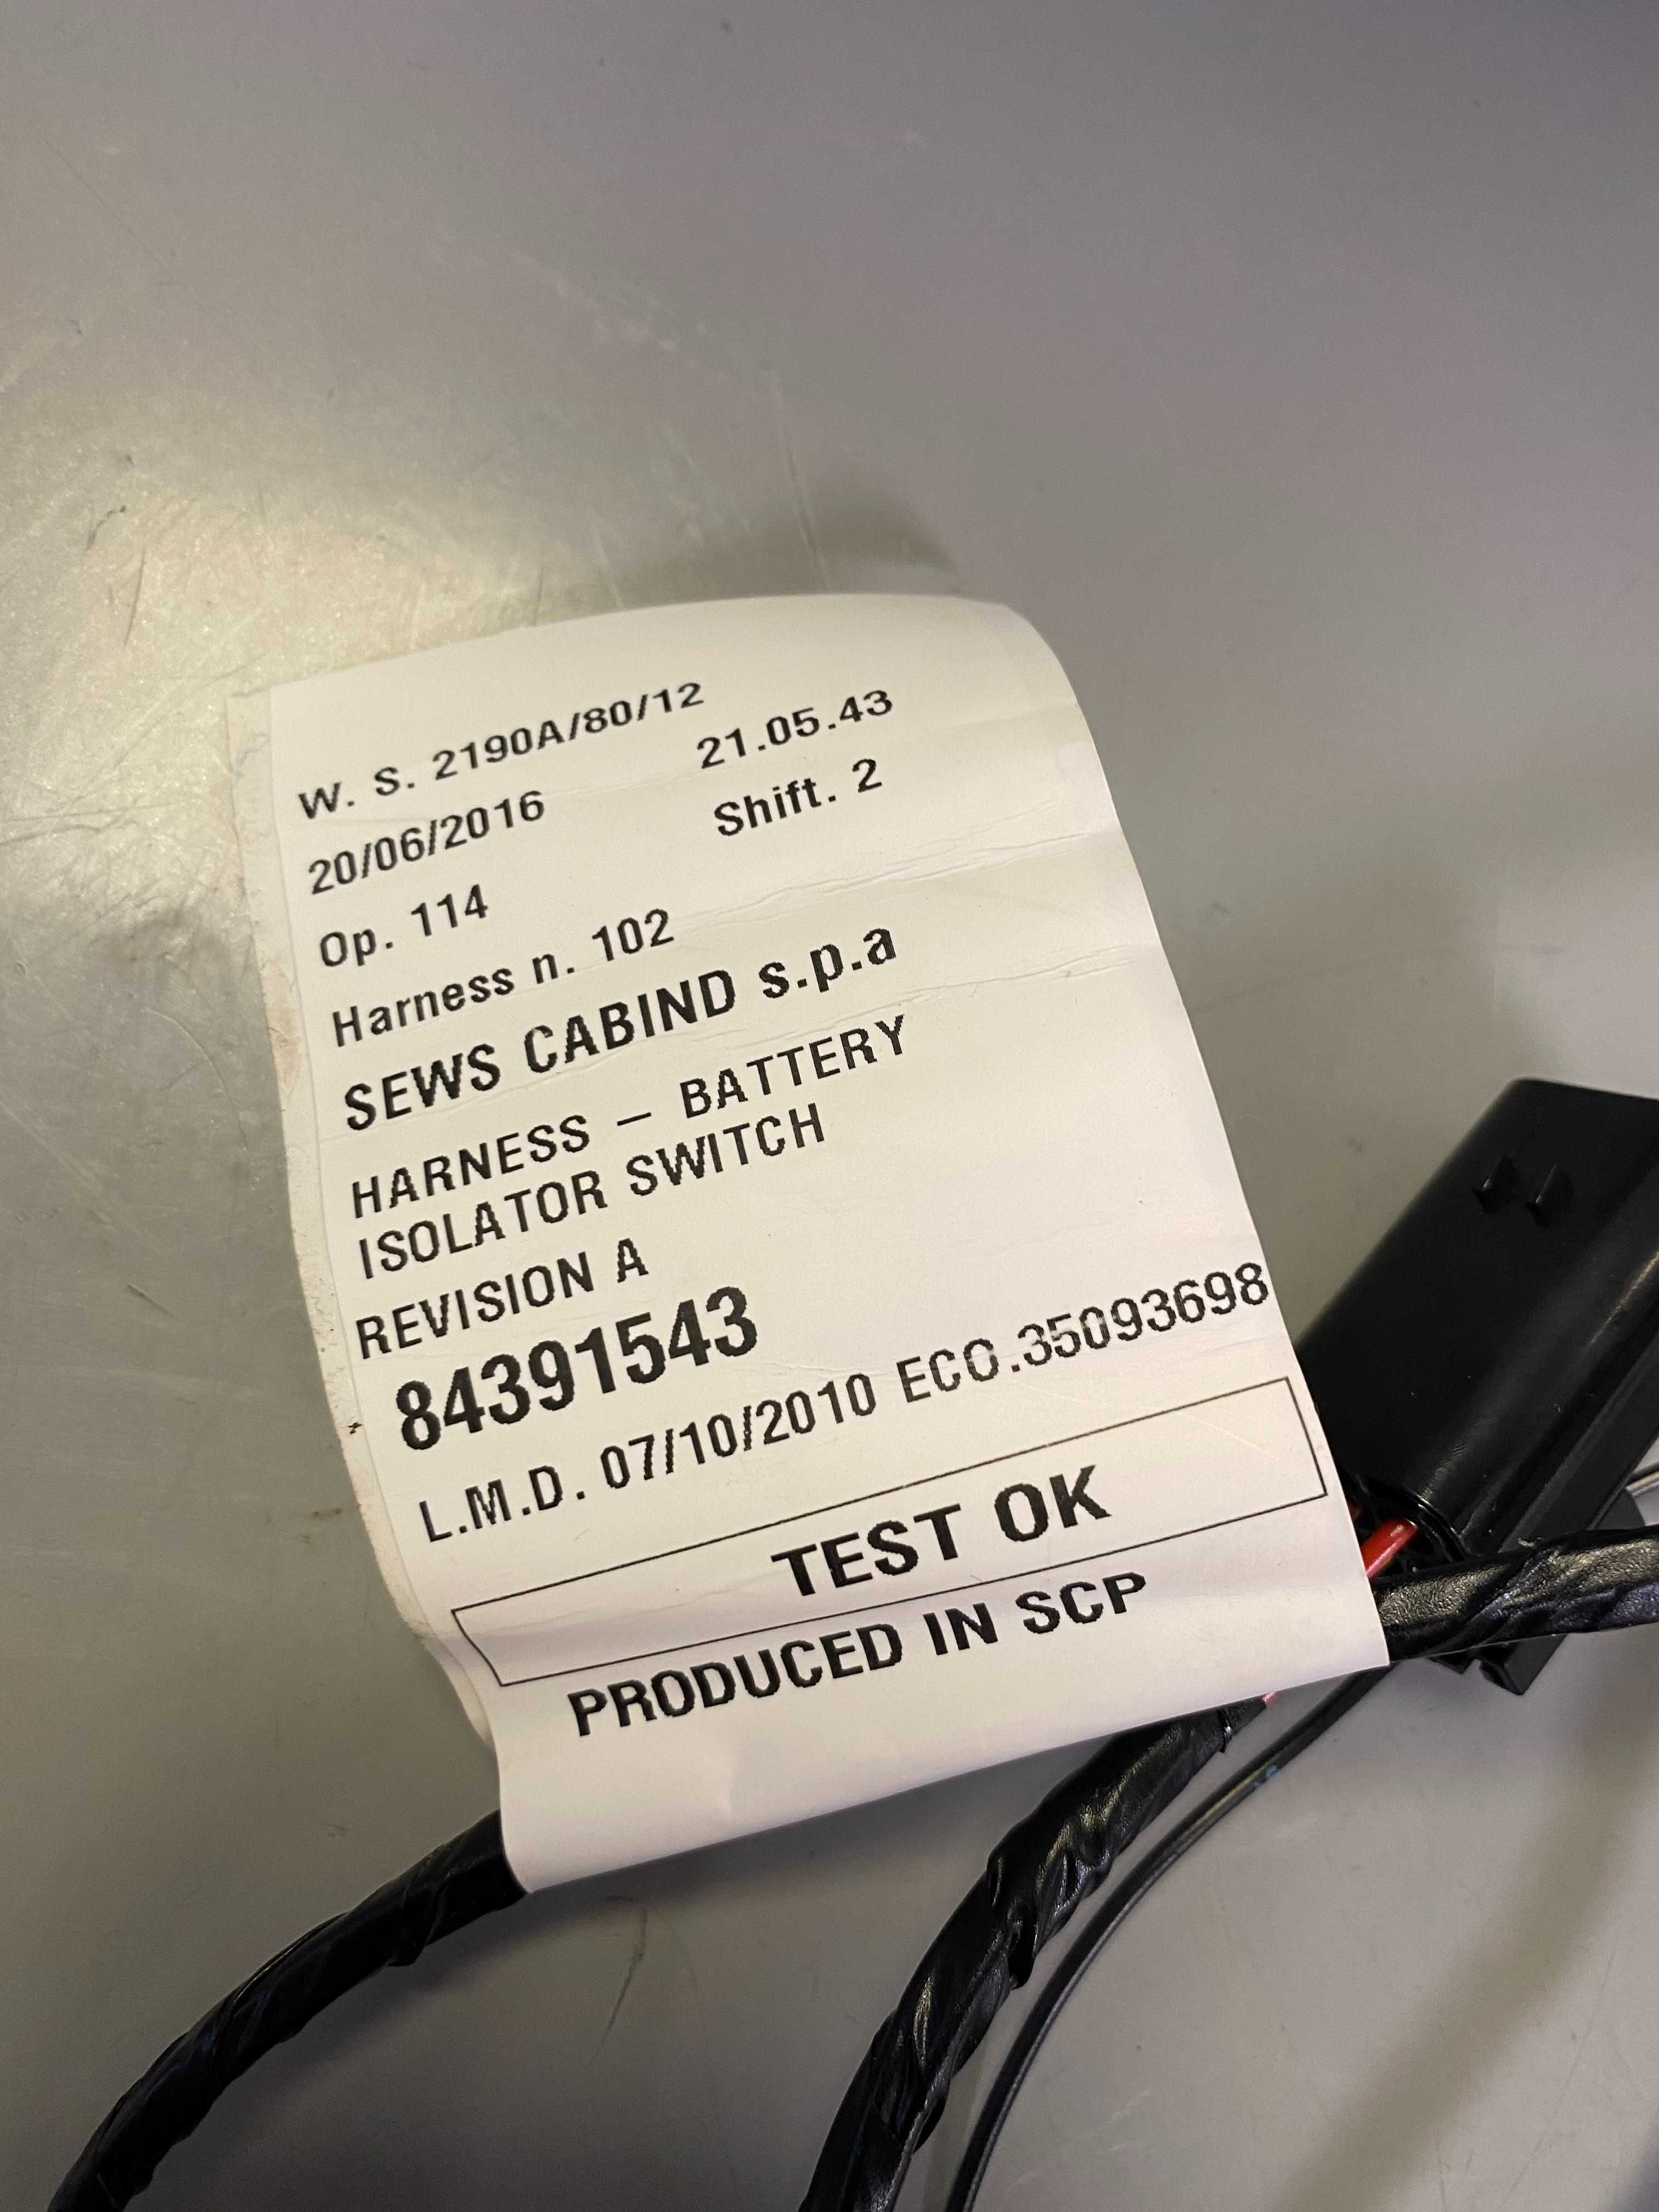 W. S. 2190A/80/12
20/06/2016 21.05.43
Op. 114 Shift. 2
Harness n. 102
SEWS CABIND s.p.a
HARNESS – BATTERY
ISOLATOR SWITCH
REVISION A
84391543
L.M.D. 07/10/2010 ECO.35093698
TEST OK
PRODUCED IN SCP